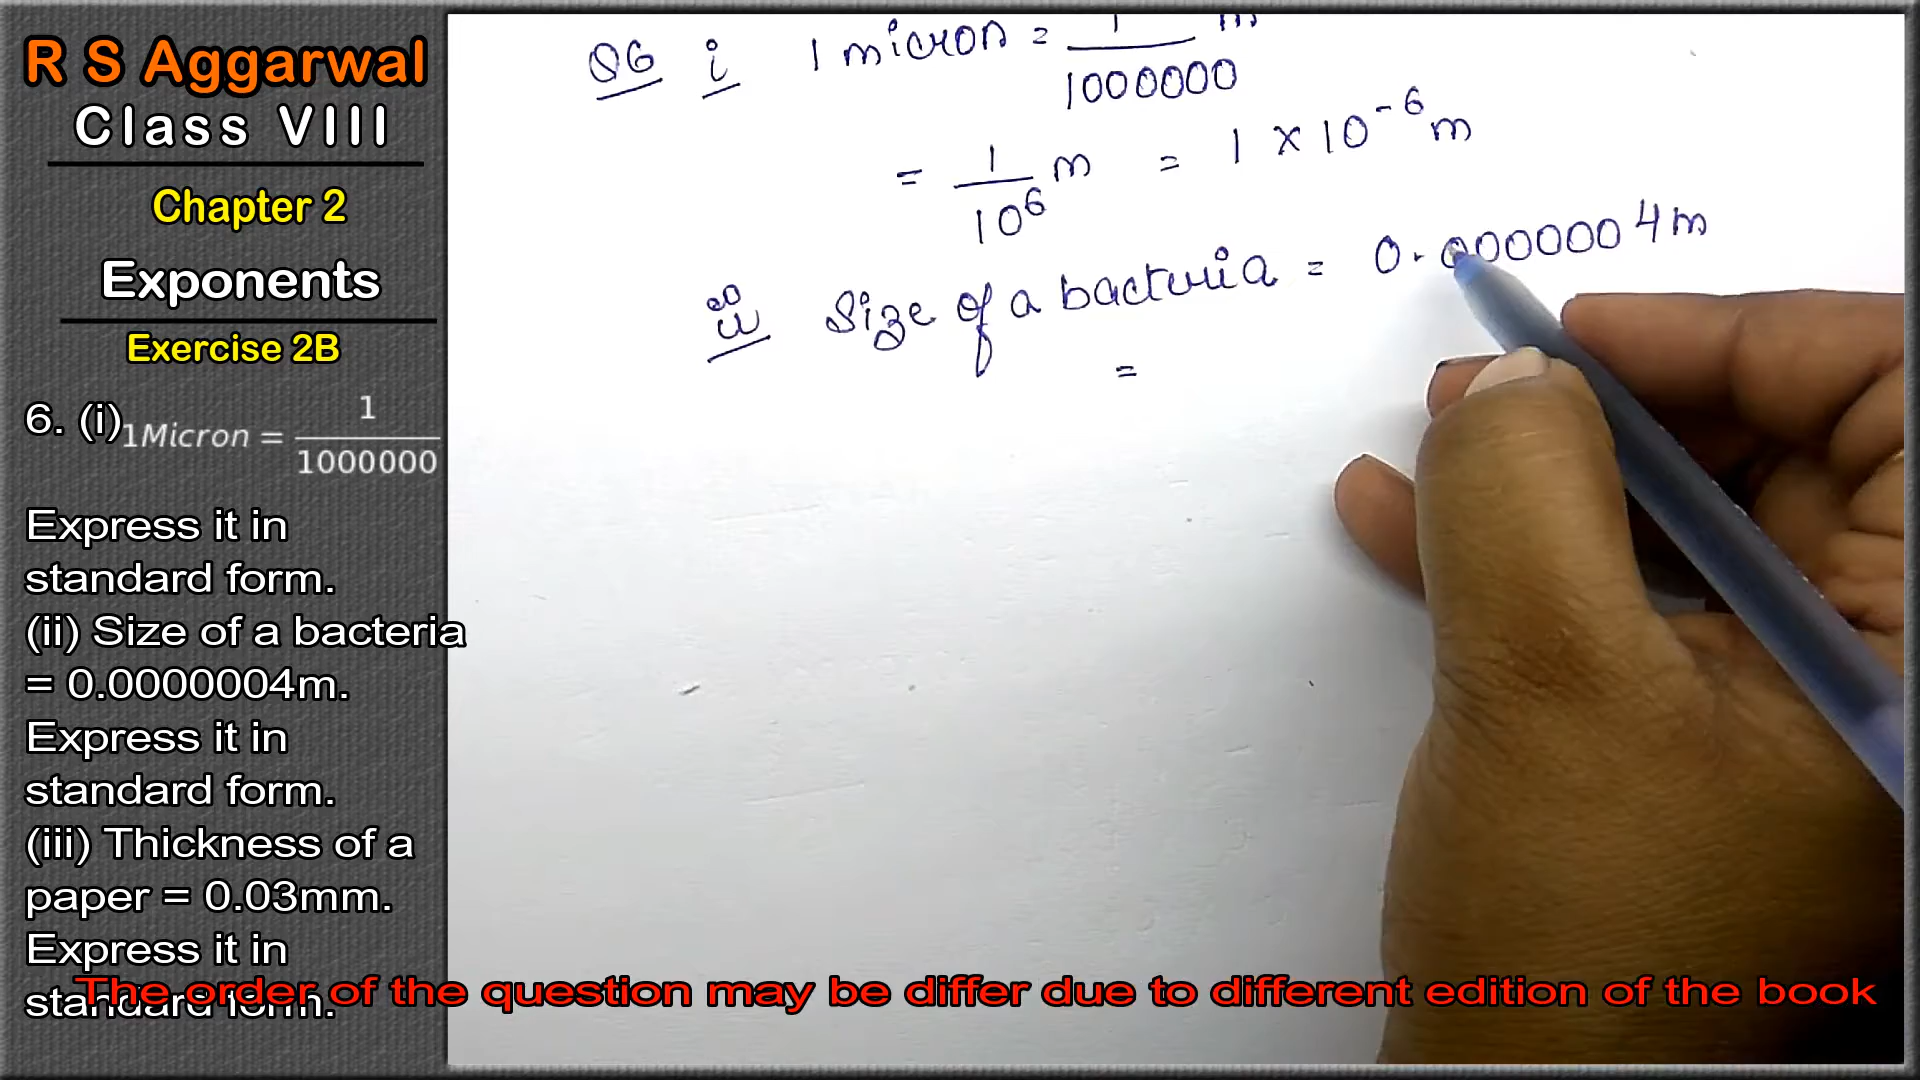 R S Aggarwal
Class VIII
Chapter 2
Exponents
Exercise 2B
6. (i) 1Micron = 1/1000000
Express it in
standard form.
(ii) Size of a bacteria
= 0.0000004m.
Express it in
standard form.
(iii) Thickness of a
paper = 0.03mm.
Express it in
standard form.
Q6 i 1 micron = 1/1000000 m
= 1/10⁶ m = 1 × 10⁻⁶ m
ii Size of a bacteria = 0.0000004 m
=
The order of the question may be differ due to different edition of the book